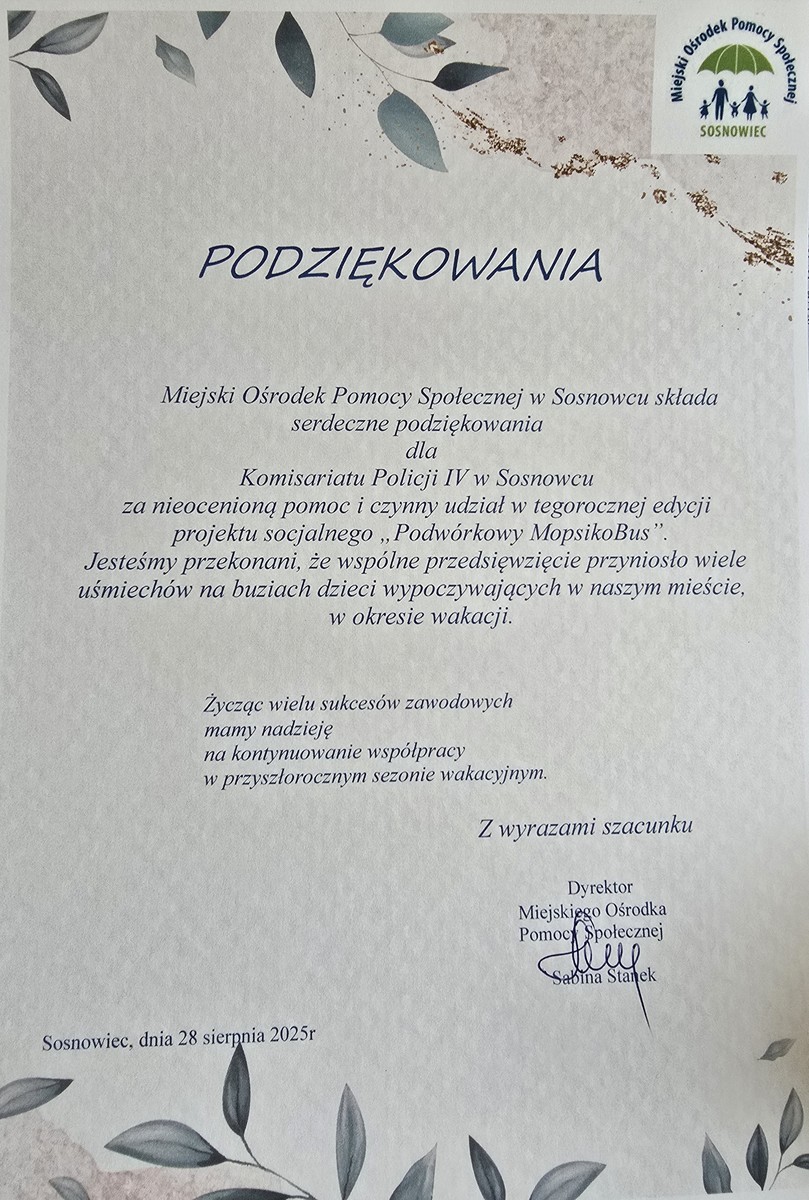 Miejski Ośrodek Pomocy Społecznej
SOSNOWIEC
PODZIĘKOWANIA
Miejski Ośrodek Pomocy Społecznej w Sosnowcu składa
serdeczne podziękowania
dla
Komisariatu Policji IV w Sosnowcu
za nieocenioną pomoc i czynny udział w tegorocznej edycji
projektu socjalnego „Podwórkowy MopsikoBus”.
Jesteśmy przekonani, że wspólne przedsięwzięcie przyniosło wiele
uśmiechów na buziach dzieci wypoczywających w naszym mieście,
w okresie wakacji.
Życząc wielu sukcesów zawodowych
mamy nadzieję
na kontynuowanie współpracy
w przyszłorocznym sezonie wakacyjnym.
Z wyrazami szacunku
Dyrektor
Miejskiego Ośrodka
Pomocy Społecznej
Sabina Stanek
Sosnowiec, dnia 28 sierpnia 2025r